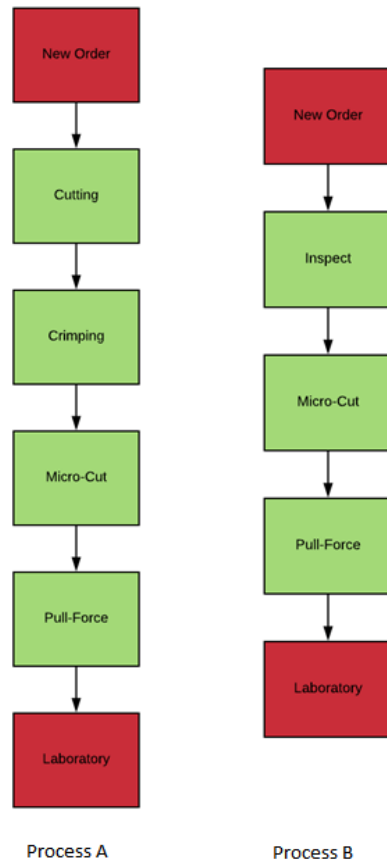 New Order
Cutting
Crimping
Micro-Cut
Pull-Force
Laboratory
Process A
New Order
Inspect
Micro-Cut
Pull-Force
Laboratory
Process B